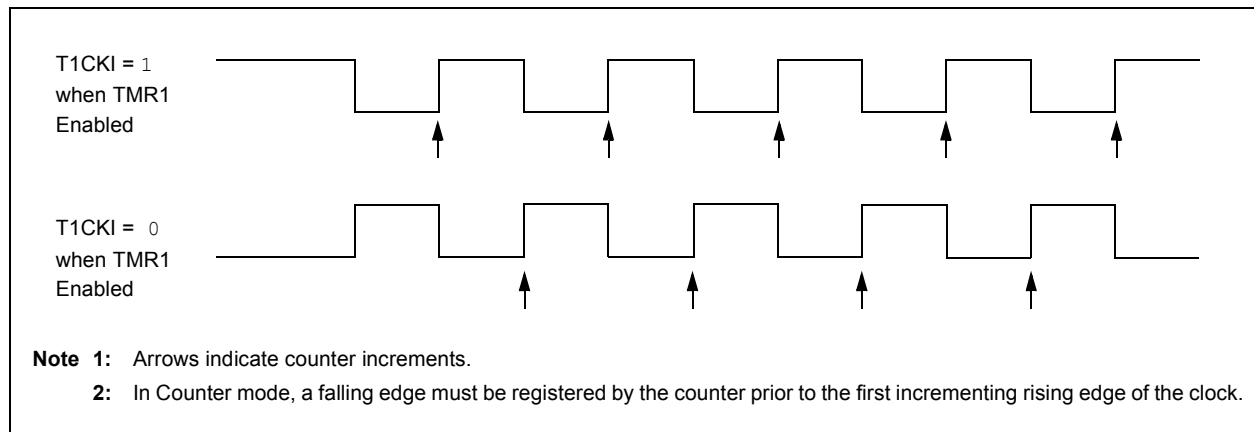 T1CKI = 1
when TMR1
Enabled
T1CKI = 0
when TMR1
Enabled
Note 1: Arrows indicate counter increments.
2: In Counter mode, a falling edge must be registered by the counter prior to the first incrementing rising edge of the clock.